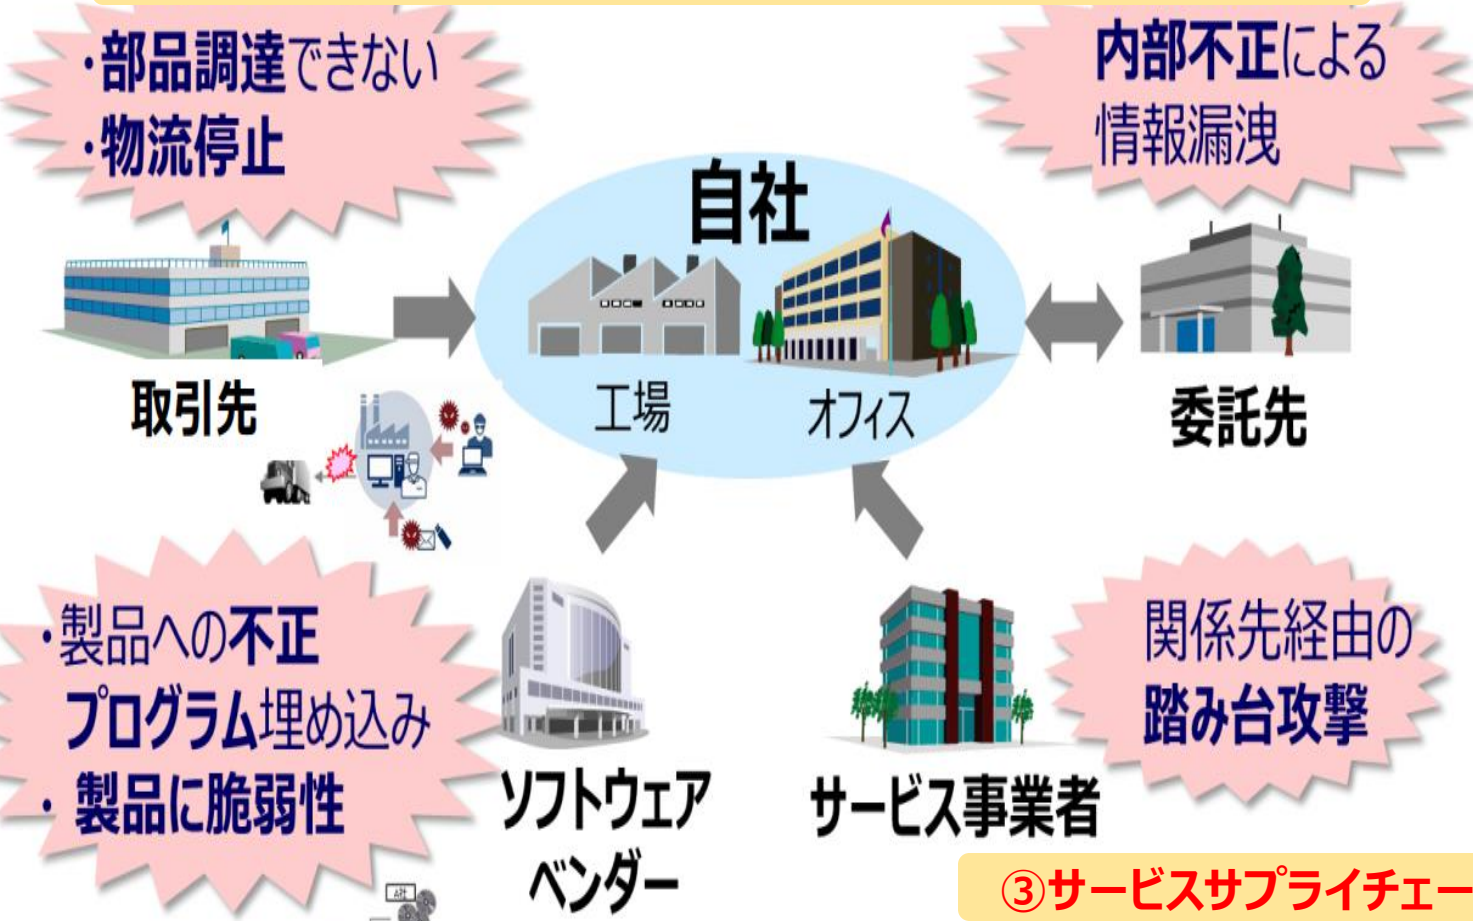 ・部品調達できない
・物流停止
内部不正による
情報漏洩
自社
工場
オフィス
取引先
委託先
・製品への不正
プログラム埋め込み
・ 製品に脆弱性
関係先経由の
踏み台攻撃
ソフトウェア
ベンダー
サービス事業者
③サービスサプライチェー